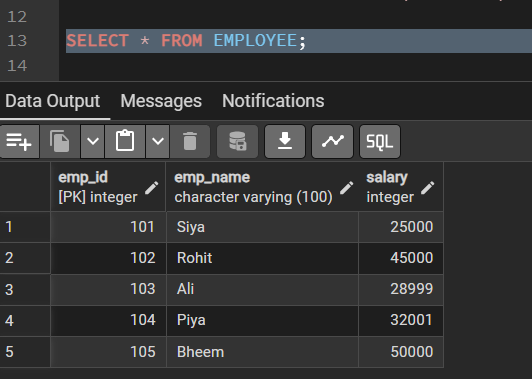 12
13 SELECT * FROM EMPLOYEE;
14
Data Output Messages Notifications
SQL
emp_id emp_name salary
[PK] integer character varying (100) integer
1 101 Siya 25000
2 102 Rohit 45000
3 103 Ali 28999
4 104 Piya 32001
5 105 Bheem 50000